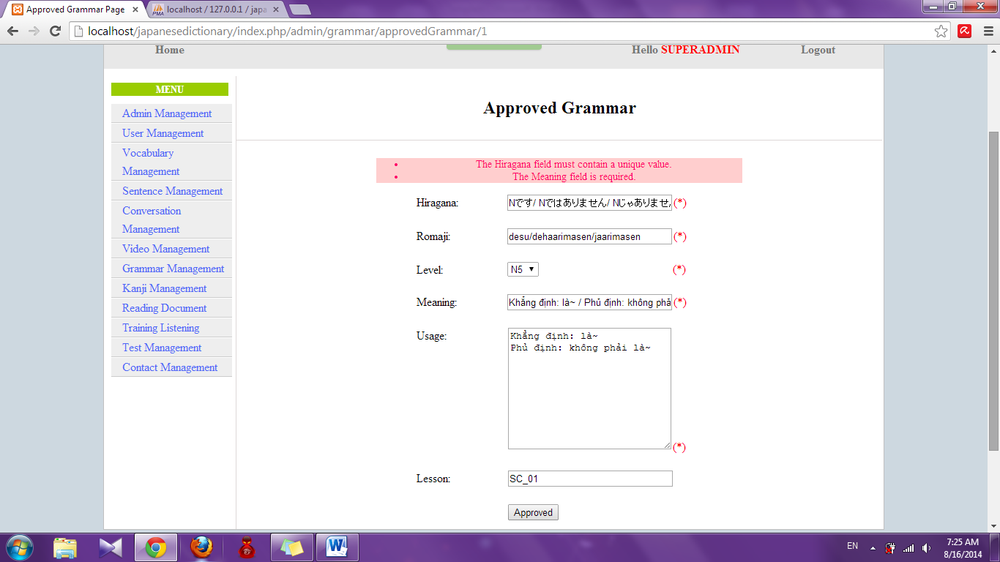 Approved Grammar Page
localhost / 127.0.0.1 / japa
localhost/japanesedictionary/index.php/admin/grammar/approvedGrammar/1
Home
Hello SUPERADMIN
Logout
MENU
Admin Management
User Management
Vocabulary
Management
Sentence Management
Conversation
Management
Video Management
Grammar Management
Kanji Management
Reading Document
Training Listening
Test Management
Contact Management
Approved Grammar
The Hiragana field must contain a unique value.
The Meaning field is required.
Hiragana: Nです/ Nではありません/ Nじゃありません (*)
Romaji: desu/dehaarimasen/jaarimasen (*)
Level: N5 (*)
Meaning: Khẳng định: là~ / Phủ định: không phả (*)
Usage:
Khẳng định: là~
Phủ định: không phải là~
(*)
Lesson: SC_01
Approved
EN
7:25 AM
8/16/2014